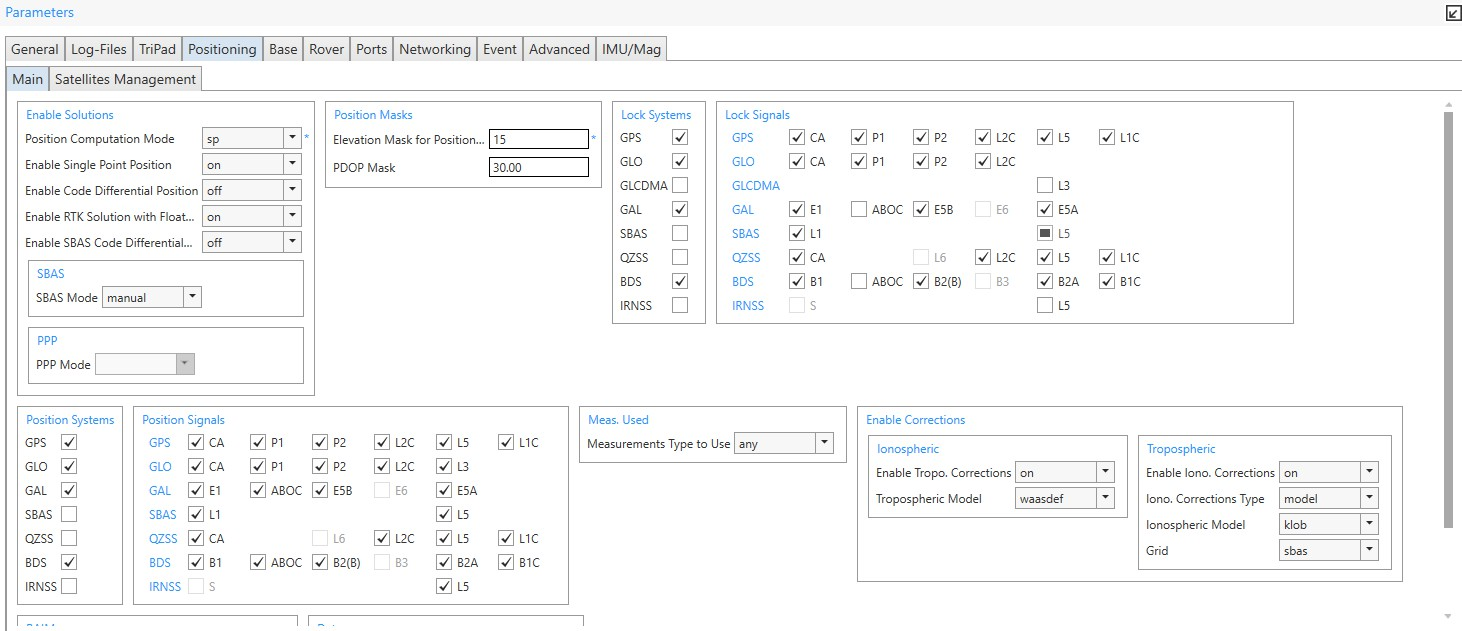 Parameters
General Log-Files TriPad Positioning Base Rover Ports Networking Event Advanced IMU/Mag
Main Satellites Management
Enable Solutions
Position Computation Mode sp *
Enable Single Point Position on
Enable Code Differential Position off
Enable RTK Solution with Float... on
Enable SBAS Code Differential... off
SBAS
SBAS Mode manual
PPP
PPP Mode
Position Masks
Elevation Mask for Position... 15 *
PDOP Mask 30.00
Lock Systems
GPS
GLO
GLCDMA
GAL
SBAS
QZSS
BDS
IRNSS
Lock Signals
GPS CA P1 P2 L2C L5 L1C
GLO CA P1 P2 L2C
GLCDMA L3
GAL E1 ABOC E5B E6 E5A
SBAS L1 L5
QZSS CA L6 L2C L5 L1C
BDS B1 ABOC B2(B) B3 B2A B1C
IRNSS S L5
Position Systems
GPS
GLO
GAL
SBAS
QZSS
BDS
IRNSS
Position Signals
GPS CA P1 P2 L2C L5 L1C
GLO CA P1 P2 L2C L3
GAL E1 ABOC E5B E6 E5A
SBAS L1 L5
QZSS CA L6 L2C L5 L1C
BDS B1 ABOC B2(B) B3 B2A B1C
IRNSS S L5
Meas. Used
Measurements Type to Use any
Enable Corrections
Ionospheric
Enable Tropo. Corrections on
Tropospheric Model waasdef
Tropospheric
Enable Iono. Corrections on
Iono. Corrections Type model
Ionospheric Model klob
Grid sbas